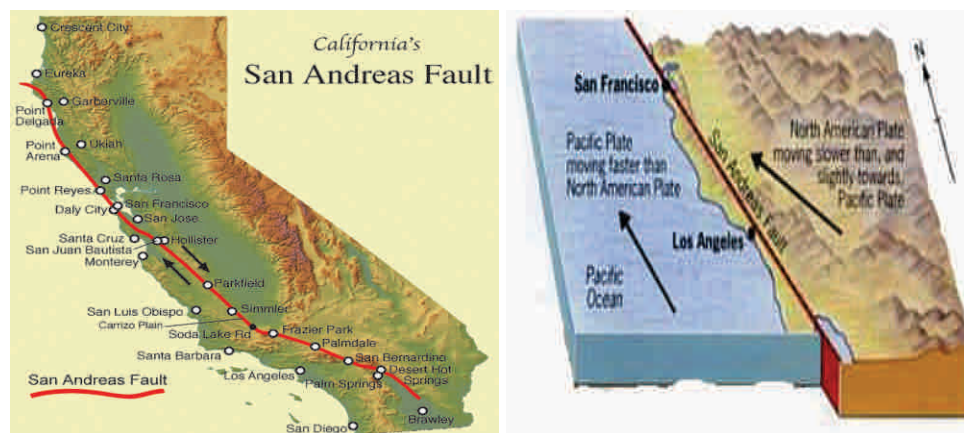 California's
San Andreas Fault
Crescent City
Eureka
Garberville
Point
Delgada
Ukiah
Point
Arena
Santa Rosa
Point Reyes
San Francisco
Daly City
San Jose
Santa Cruz
Hollister
San Juan Bautista
Monterey
Parkfield
San Luis Obispo
Simmler
Carrizo Plain
Soda Lake Rd
Frazier Park
Palmdale
Santa Barbara
San Bernardino
Los Angeles
Desert Hot
Springs
Palm Springs
San Andreas Fault
Brawley
San Diego
N
San Francisco
Pacific Plate
moving faster than
North American Plate
North American Plate
moving slower than, and
slightly towards,
Pacific Plate
San Andreas Fault
Los Angeles
Pacific
Ocean